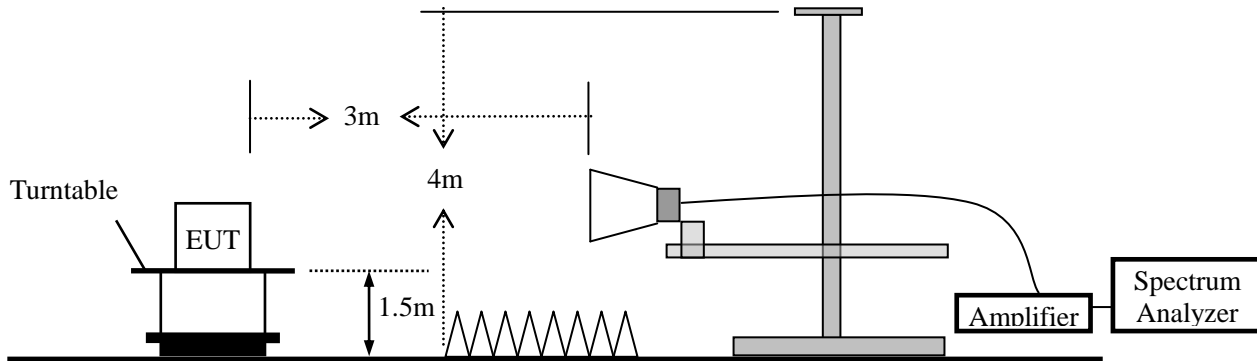 3m
4m
Turntable
EUT
1.5m
Amplifier
Spectrum
Analyzer